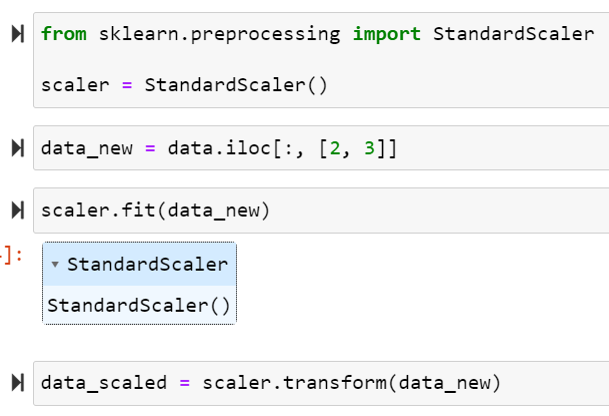 from sklearn.preprocessing import StandardScaler
scaler = StandardScaler()
data_new = data.iloc[:, [2, 3]]
scaler.fit(data_new)
]:
StandardScaler
StandardScaler()
data_scaled = scaler.transform(data_new)